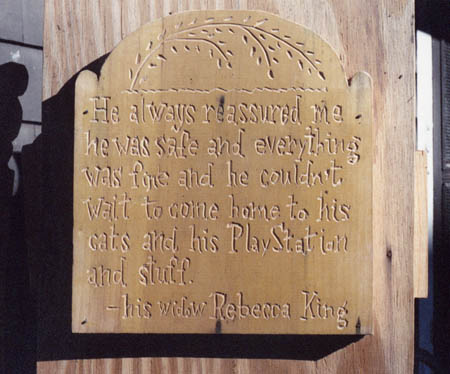 He always reassured me
he was safe and everything
was fine and he couldn't
wait to come home to his
cats and his PlayStation
and stuff.
- his widow Rebecca King